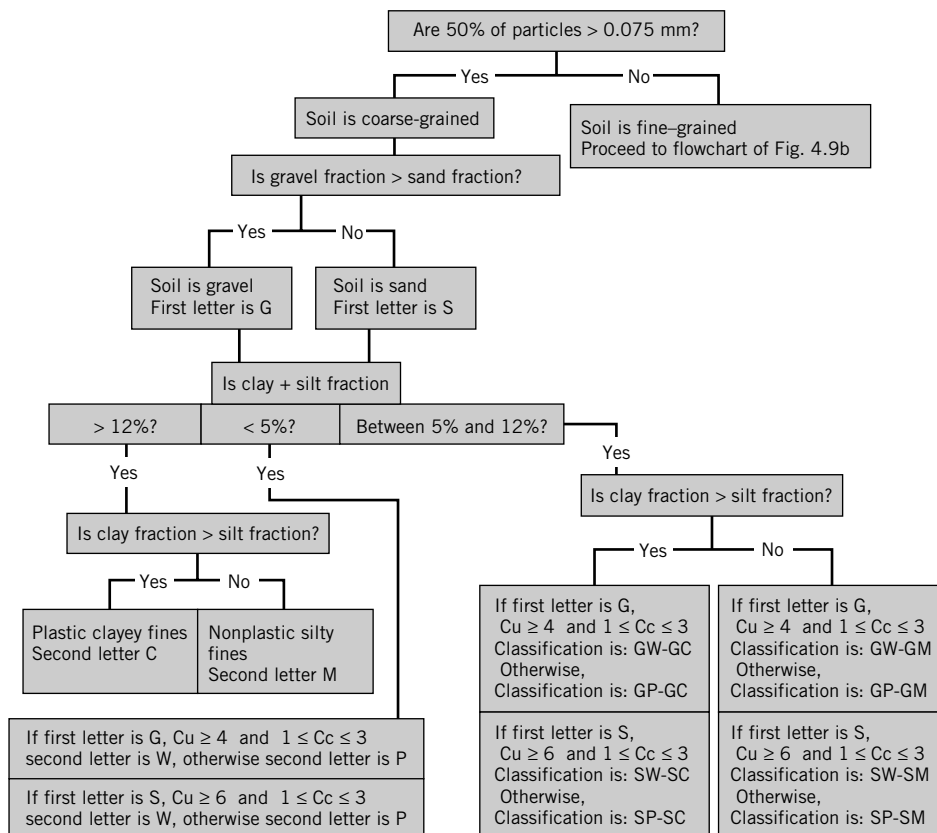 Are 50% of particles > 0.075 mm?
Yes
No
Soil is coarse-grained
Soil is fine–grained
Proceed to flowchart of Fig. 4.9b
Is gravel fraction > sand fraction?
Yes
No
Soil is gravel
First letter is G
Soil is sand
First letter is S
Is clay + silt fraction
> 12%?
< 5%?
Between 5% and 12%?
Yes
Yes
Yes
Is clay fraction > silt fraction?
Is clay fraction > silt fraction?
Yes
No
Yes
No
Plastic clayey fines
Second letter C
Nonplastic silty
fines
Second letter M
If first letter is G,
Cu ≥ 4 and 1 ≤ Cc ≤ 3
Classification is: GW-GC
Otherwise,
Classification is: GP-GC
If first letter is G,
Cu ≥ 4 and 1 ≤ Cc ≤ 3
Classification is: GW-GM
Otherwise,
Classification is: GP-GM
If first letter is G, Cu ≥ 4 and 1 ≤ Cc ≤ 3
second letter is W, otherwise second letter is P
If first letter is S, Cu ≥ 6 and 1 ≤ Cc ≤ 3
second letter is W, otherwise second letter is P
If first letter is S,
Cu ≥ 6 and 1 ≤ Cc ≤ 3
Classification is: SW-SC
Otherwise,
Classification is: SP-SC
If first letter is S,
Cu ≥ 6 and 1 ≤ Cc ≤ 3
Classification is: SW-SM
Otherwise,
Classification is: SP-SM